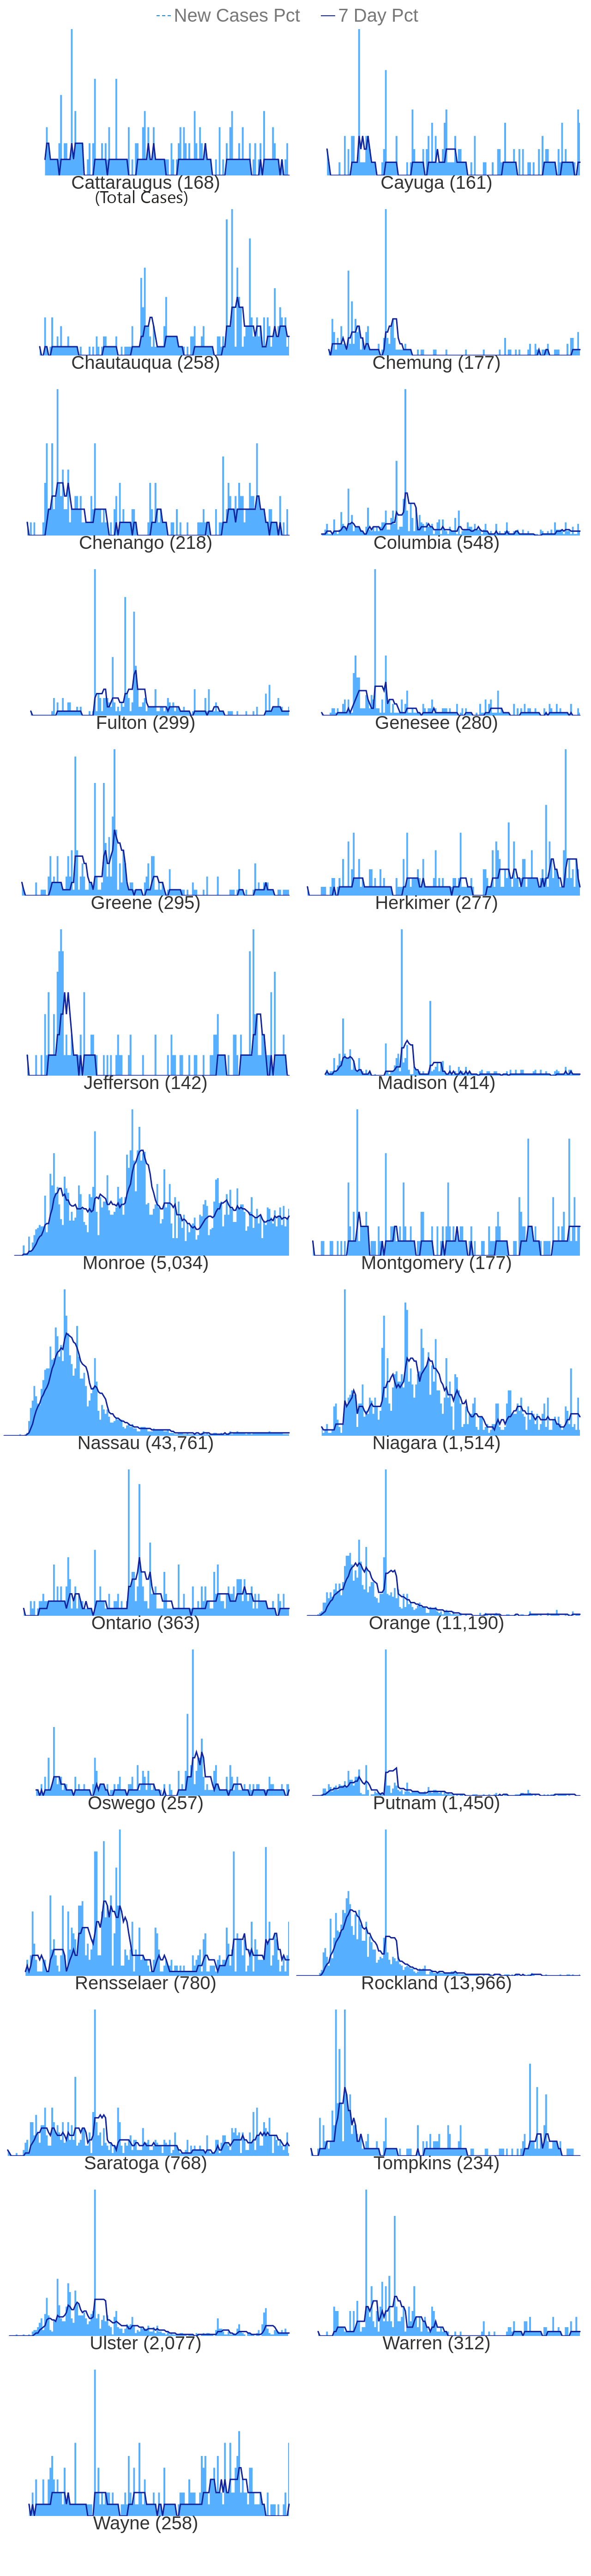 New Cases Pct 7 Day Pct
Cattaraugus (168) Cayuga (161)
(Total Cases)
Chautauqua (258) Chemung (177)
Chenango (218) Columbia (548)
Fulton (299) Genesee (280)
Greene (295) Herkimer (277)
Jefferson (142) Madison (414)
Monroe (5,034) Montgomery (177)
Nassau (43,761) Niagara (1,514)
Ontario (363) Orange (11,190)
Oswego (257) Putnam (1,450)
Rensselaer (780) Rockland (13,966)
Saratoga (768) Tompkins (234)
Ulster (2,077) Warren (312)
Wayne (258)